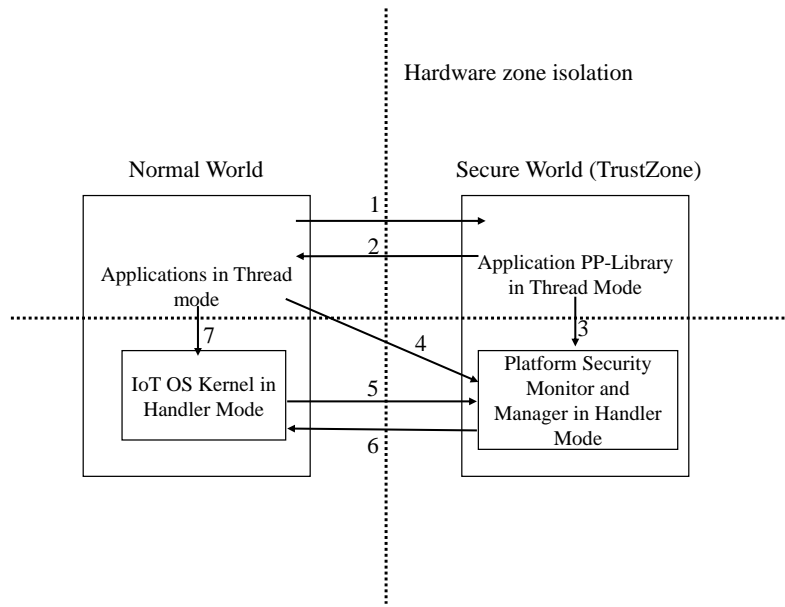 Hardware zone isolation
Normal World
Secure World (TrustZone)
1
2
Applications in Thread
mode
Application PP-Library
in Thread Mode
7
4
3
IoT OS Kernel in
Handler Mode
5
6
Platform Security
Monitor and
Manager in Handler
Mode